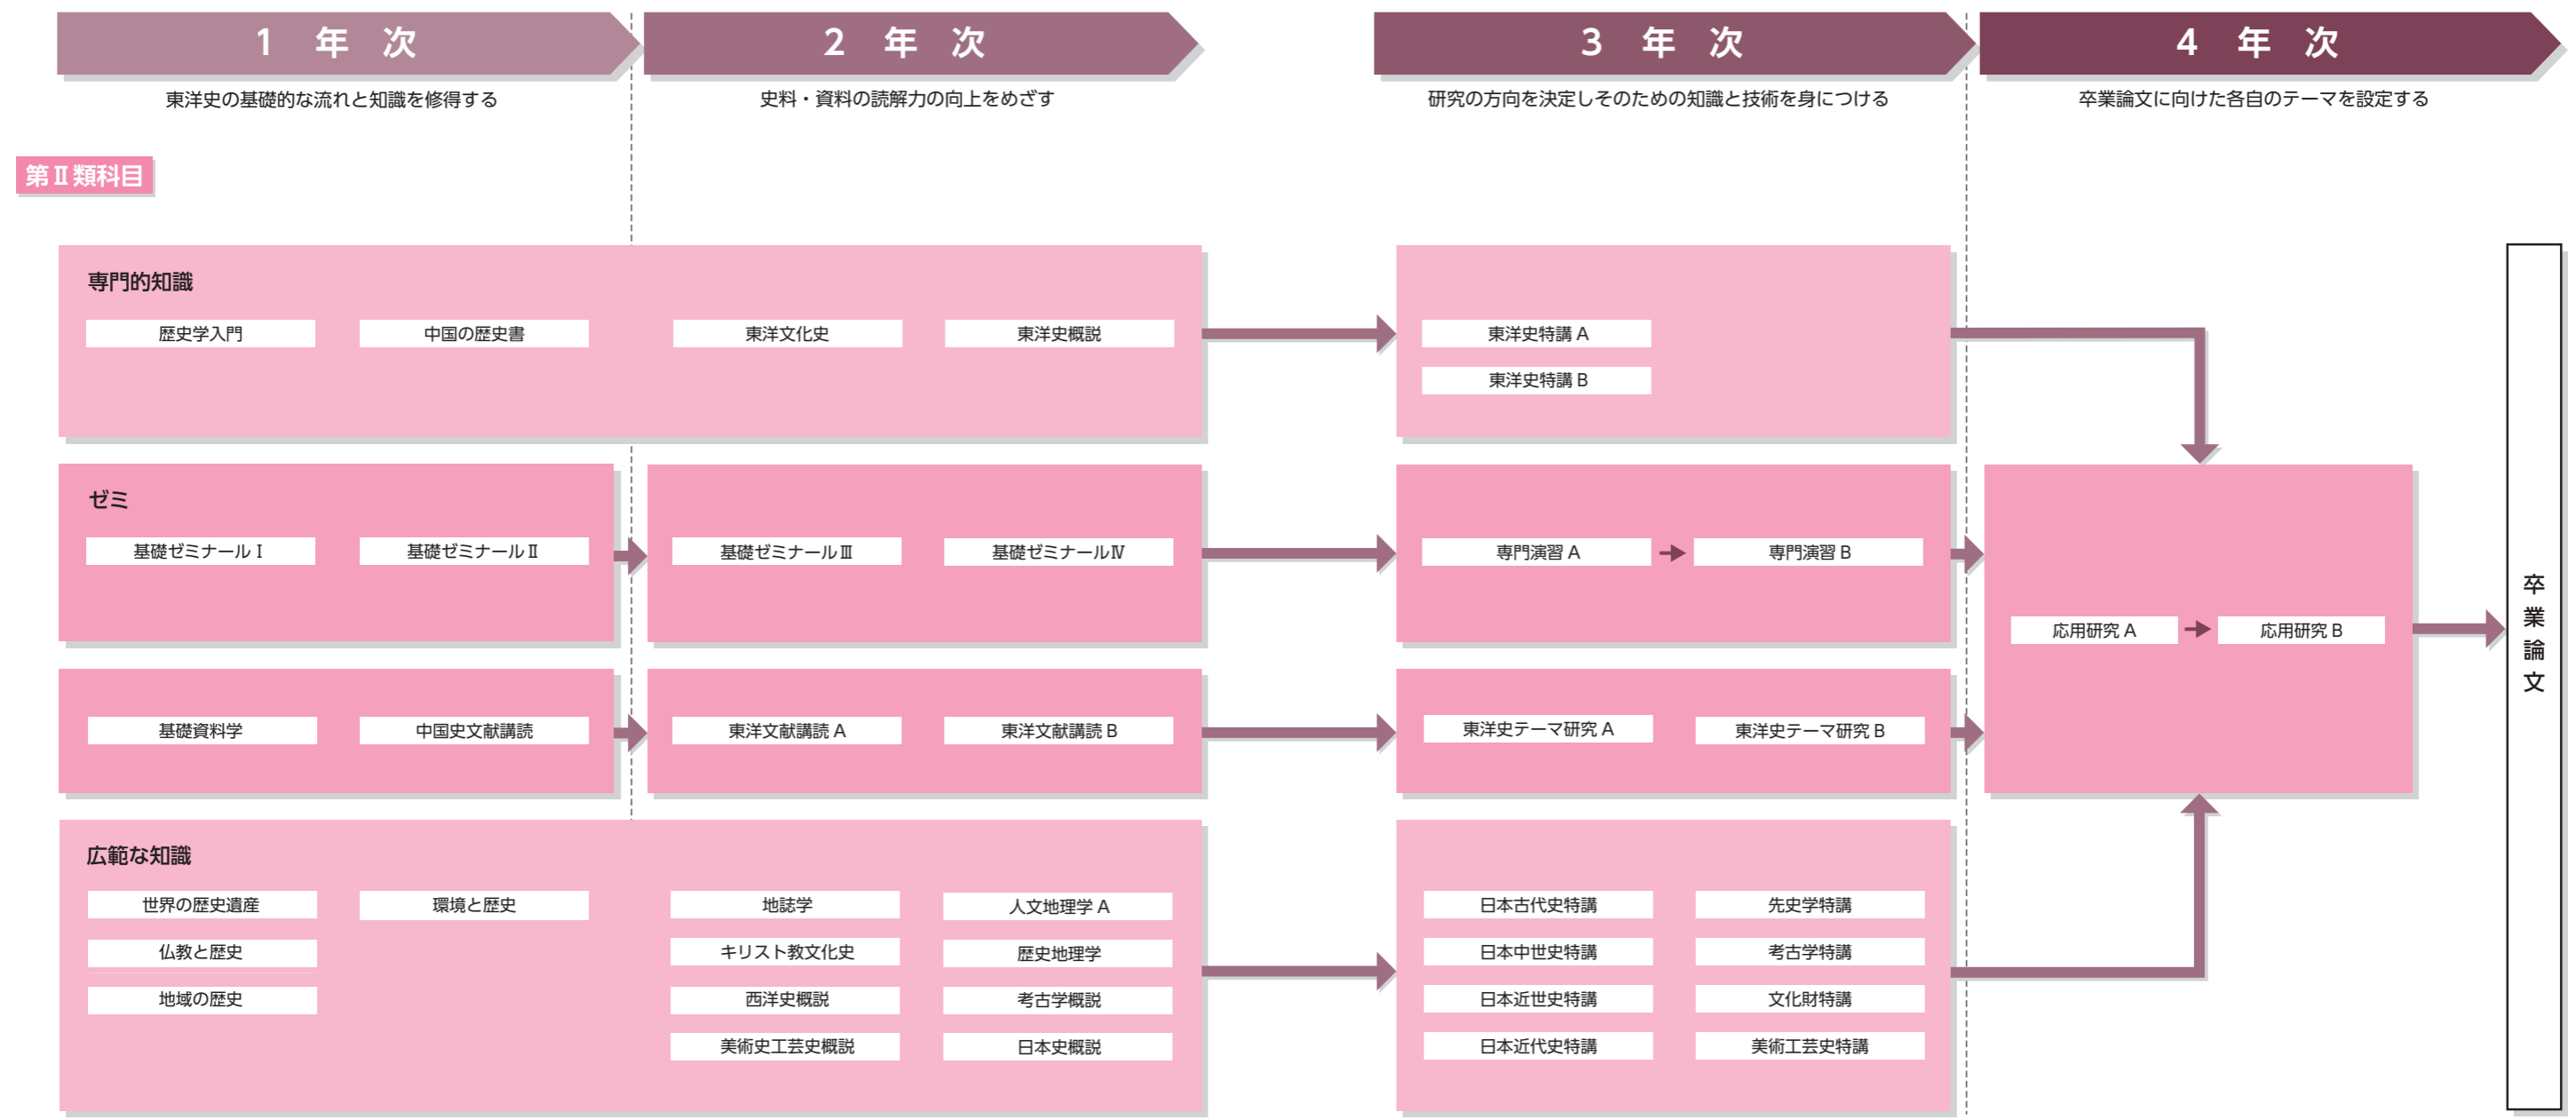 1 年 次
2 年 次
3 年 次
4 年 次
東洋史の基礎的な流れと知識を修得する
史料・資料の読解力の向上をめざす
研究の方向を決定しそのための知識と技術を身につける
卒業論文に向けた各自のテーマを設定する
第Ⅱ類科目
専門的知識
歴史学入門
中国の歴史書
東洋文化史
東洋史概説
東洋史特講 A
東洋史特講 B
ゼミ
基礎ゼミナールⅠ
基礎ゼミナールⅡ
基礎ゼミナールⅢ
基礎ゼミナールⅣ
専門演習 A
専門演習 B
基礎資料学
中国史文献講読
東洋文献講読 A
東洋文献講読 B
東洋史テーマ研究 A
東洋史テーマ研究 B
応用研究 A
応用研究 B
卒業論文
広範な知識
世界の歴史遺産
環境と歴史
地誌学
人文地理学 A
日本古代史特講
先史学特講
仏教と歴史
キリスト教文化史
歴史地理学
日本中世史特講
考古学特講
地域の歴史
西洋史概説
考古学概説
日本近世史特講
文化財特講
美術史工芸史概説
日本史概説
日本近代史特講
美術工芸史特講